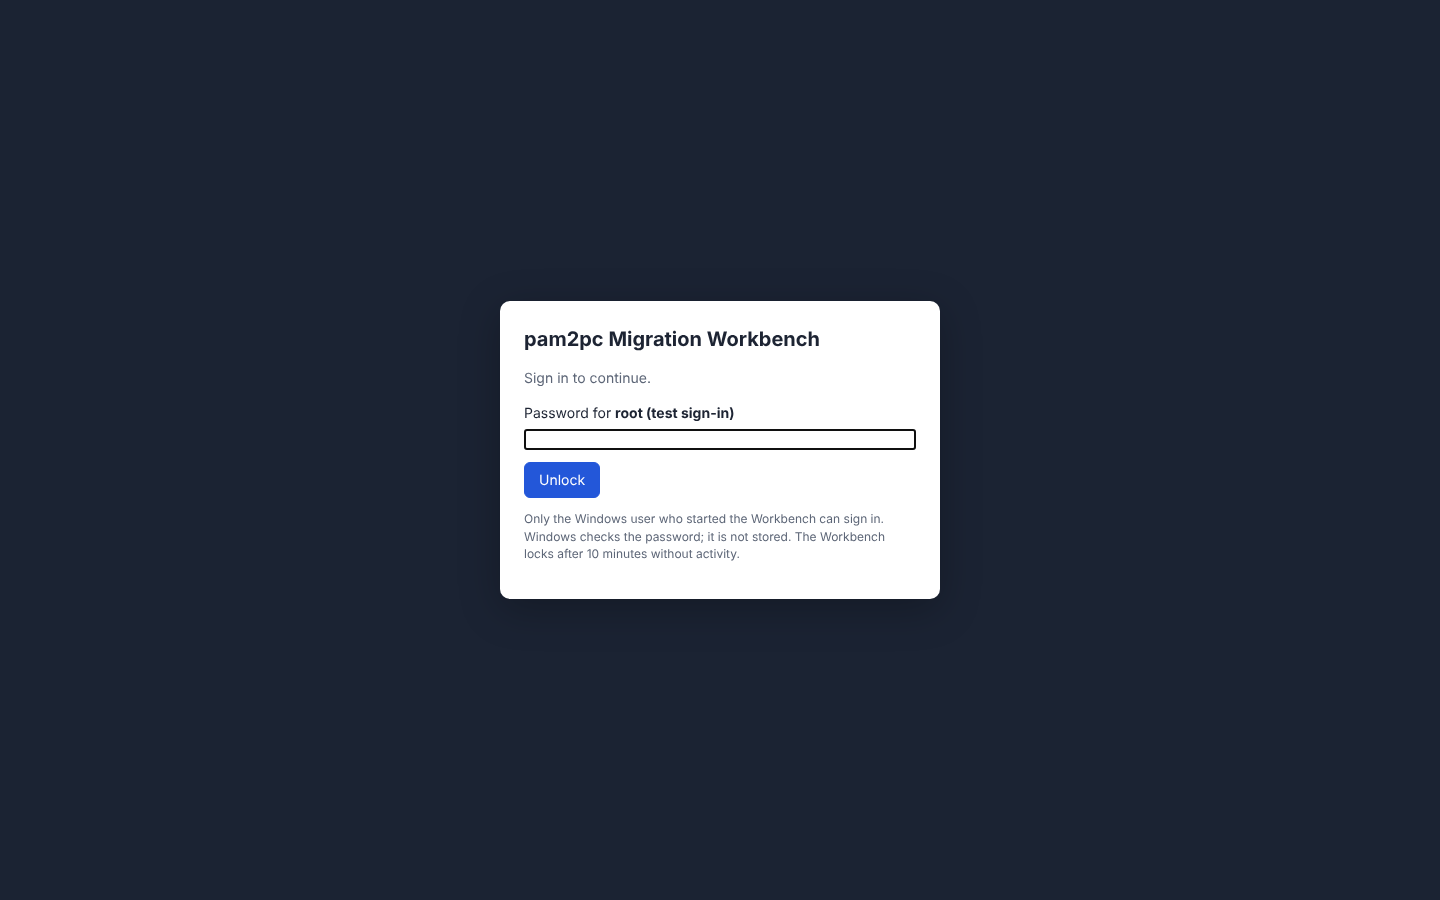 pam2pc Migration Workbench
Sign in to continue.
Password for root (test sign-in)
Unlock
Only the Windows user who started the Workbench can sign in.
Windows checks the password; it is not stored. The Workbench
locks after 10 minutes without activity.